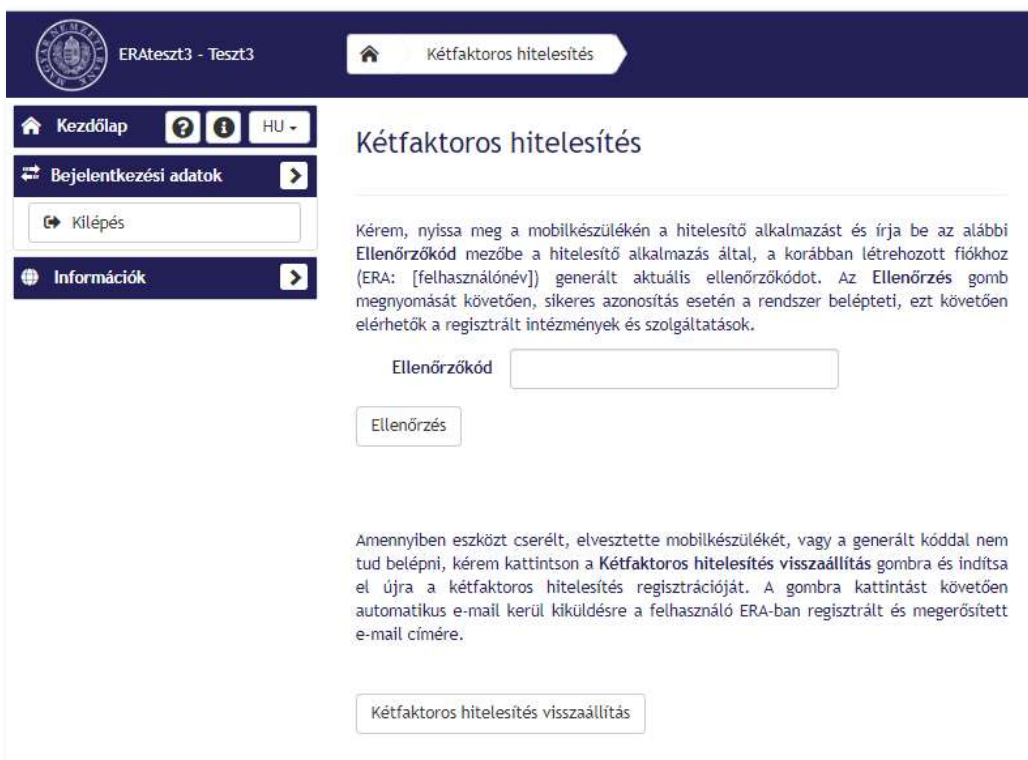 MAGYAR NEMZETI BANK
ERAteszt3 - Teszt3
Kétfaktoros hitelesítés
Kezdőlap
HU
Bejelentkezési adatok
Kilépés
Információk
Kétfaktoros hitelesítés
Kérem, nyissa meg a mobilkészülékén a hitelesítő alkalmazást és írja be az alábbi
Ellenőrzőkód mezőbe a hitelesítő alkalmazás által, a korábban létrehozott fiókhoz
(ERA: [felhasználónév]) generált aktuális ellenőrzőkódot. Az Ellenőrzés gomb
megnyomását követően, sikeres azonosítás esetén a rendszer belépteti, ezt követően
elérhetők a regisztrált intézmények és szolgáltatások.
Ellenőrzőkód
Ellenőrzés
Amennyiben eszközt cserélt, elvesztette mobilkészülékét, vagy a generált kóddal nem
tud belépni, kérem kattintson a Kétfaktoros hitelesítés visszaállítás gombra és indítsa
el újra a kétfaktoros hitelesítés regisztrációját. A gombra kattintást követően
automatikus e-mail kerül kiküldésre a felhasználó ERA-ban regisztrált és megerősített
e-mail címére.
Kétfaktoros hitelesítés visszaállítás